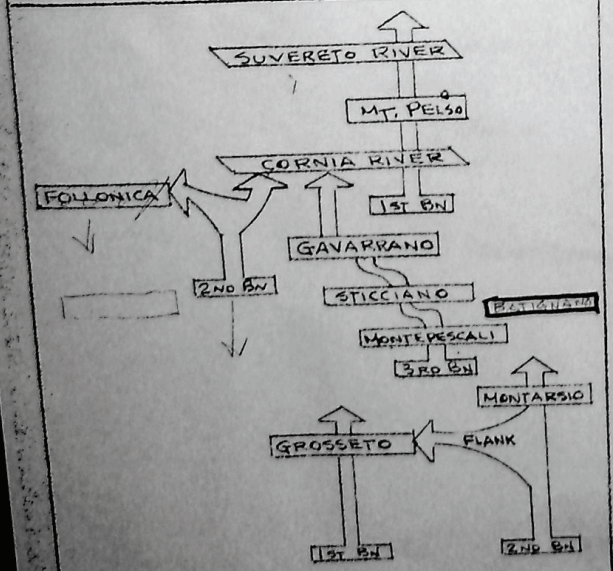 SUVERETO RIVER
MT. PELSO
CORNIA RIVER
FOLLONICA
1ST BN
GAVARRANO
2ND BN
STICCIANO
BATIGNANO
MONTEPESCALI
3RD BN
MONTARSIO
GROSSETO
FLANK
1ST BN
2ND BN